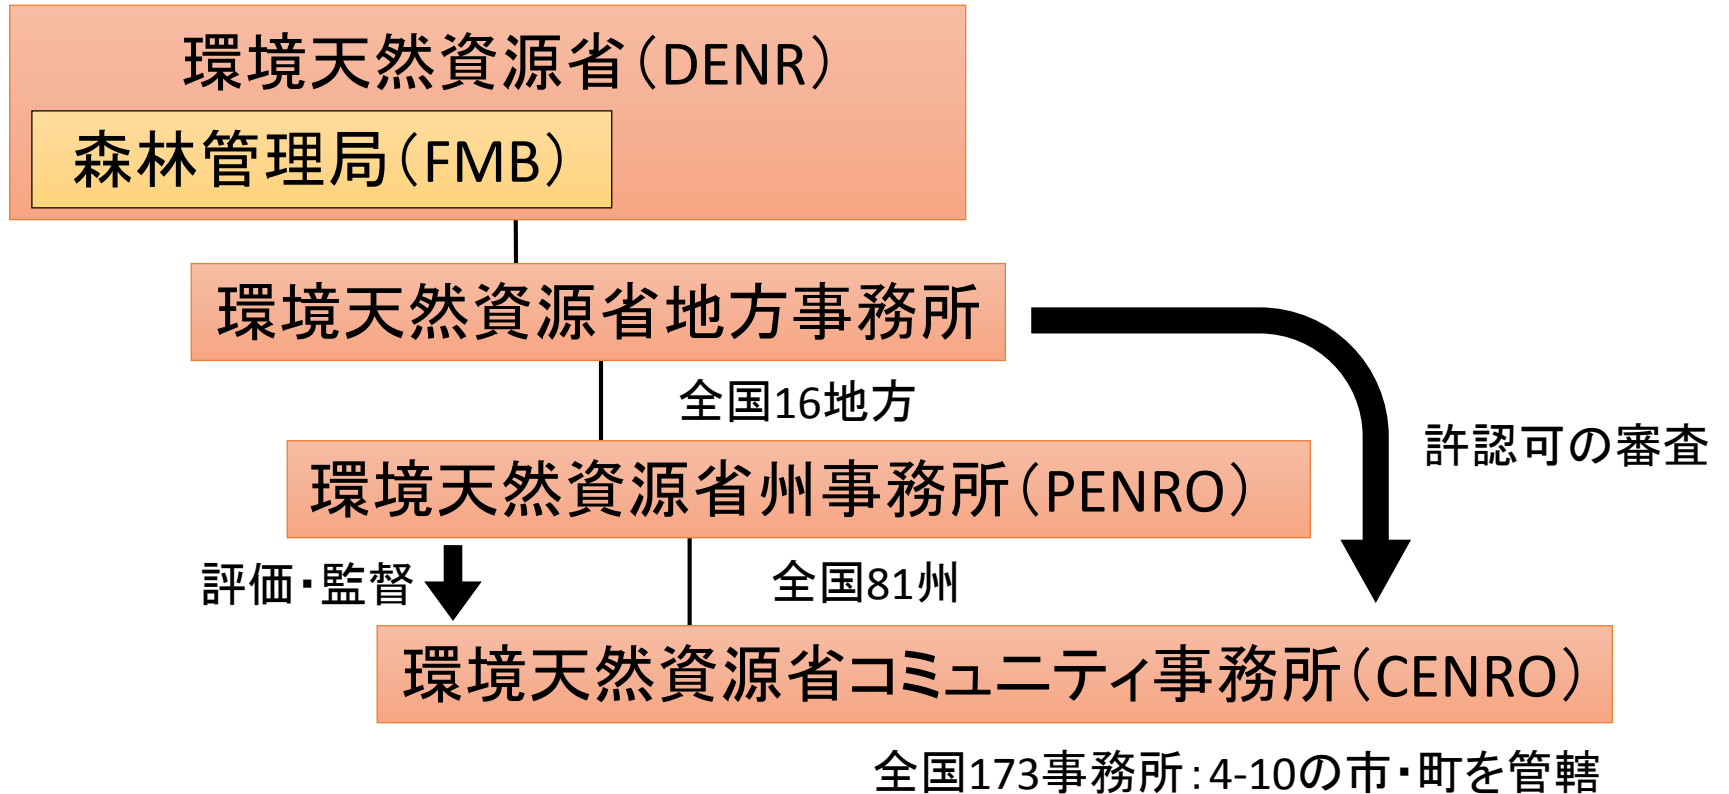 環境天然資源省（DENR）
森林管理局（FMB）
環境天然資源省地方事務所
全国16地方
許認可の審査
環境天然資源省州事務所（PENRO）
評価・監督
全国81州
環境天然資源省コミュニティ事務所（CENRO）
全国173事務所：4-10の市・町を管轄